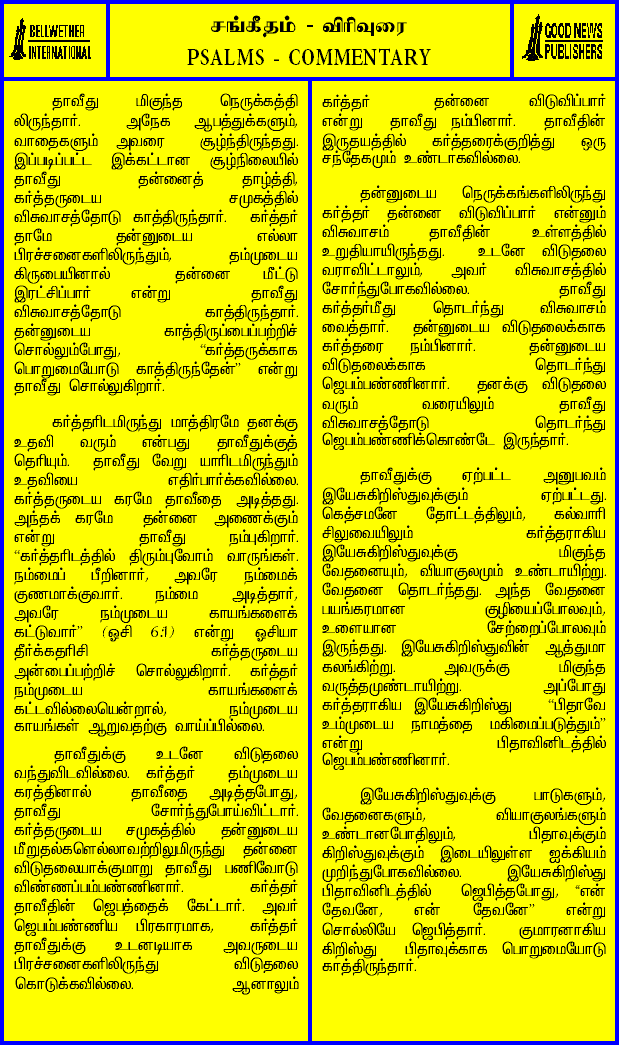 BELLWETHER
INTERNATIONAL
சங்கீதம் - விரிவுரை
PSALMS - COMMENTARY
GOOD NEWS
PUBLISHERS
தாவீது மிகுந்த நெருக்கத்தி
லிருந்தார். அநேக ஆபத்துக்களும்,
வாதைகளும் அவரை சூழ்ந்திருந்தது.
இப்படிப்பட்ட இக்கட்டான சூழ்நிலையில்
தாவீது தன்னைத் தாழ்த்தி,
கர்த்தருடைய சமுகத்தில்
விசுவாசத்தோடு காத்திருந்தார். கர்த்தர்
தாமே தன்னுடைய எல்லா
பிரச்சனைகளிலிருந்தும், தம்முடைய
கிருபையினால் தன்னை மீட்டு
இரட்சிப்பார் என்று தாவீது
விசுவாசத்தோடு காத்திருந்தார்.
தன்னுடைய காத்திருப்பைப்பற்றிச்
சொல்லும்போது, “கர்த்தருக்காக
பொறுமையோடு காத்திருந்தேன்” என்று
தாவீது சொல்லுகிறார்.
கர்த்தரிடமிருந்து மாத்திரமே தனக்கு
உதவி வரும் என்பது தாவீதுக்குத்
தெரியும். தாவீது வேறு யாரிடமிருந்தும்
உதவியை எதிர்பார்க்கவில்லை.
கர்த்தருடைய கரமே தாவீதை அடித்தது.
அந்தக் கரமே தன்னை அணைக்கும்
என்று தாவீது நம்புகிறார்.
“கர்த்தரிடத்தில் திரும்புவோம் வாருங்கள்.
நம்மைப் பீறினார், அவரே நம்மைக்
குணமாக்குவார். நம்மை அடித்தார்,
அவரே நம்முடைய காயங்களைக்
கட்டுவார்” (ஓசி 6:1) என்று ஓசியா
தீர்க்கதரிசி கர்த்தருடைய
அன்பைப்பற்றிச் சொல்லுகிறார். கர்த்தர்
நம்முடைய காயங்களைக்
கட்டவில்லையென்றால், நம்முடைய
காயங்கள் ஆறுவதற்கு வாய்ப்பில்லை.
தாவீதுக்கு உடனே விடுதலை
வந்துவிடவில்லை. கர்த்தர் தம்முடைய
கரத்தினால் தாவீதை அடித்தபோது,
தாவீது சோர்ந்துபோய்விட்டார்.
கர்த்தருடைய சமுகத்தில் தன்னுடைய
மீறுதல்களெல்லாவற்றிலுமிருந்து தன்னை
விடுதலையாக்குமாறு தாவீது பணிவோடு
விண்ணப்பம்பண்ணினார். கர்த்தர்
தாவீதின் ஜெபத்தைக் கேட்டார். அவர்
ஜெபம்பண்ணிய பிரகாரமாக, கர்த்தர்
தாவீதுக்கு உடனடியாக அவருடைய
பிரச்சனைகளிலிருந்து விடுதலை
கொடுக்கவில்லை. ஆனாலும்
கர்த்தர் தன்னை விடுவிப்பார்
என்று தாவீது நம்பினார். தாவீதின்
இருதயத்தில் கர்த்தரைக்குறித்து ஒரு
சந்தேகமும் உண்டாகவில்லை.
தன்னுடைய நெருக்கங்களிலிருந்து
கர்த்தர் தன்னை விடுவிப்பார் என்னும்
விசுவாசம் தாவீதின் உள்ளத்தில்
உறுதியாயிருந்தது. உடனே விடுதலை
வராவிட்டாலும், அவர் விசுவாசத்தில்
சோர்ந்துபோகவில்லை. தாவீது
கர்த்தர்மீது தொடர்ந்து விசுவாசம்
வைத்தார். தன்னுடைய விடுதலைக்காக
கர்த்தரை நம்பினார். தன்னுடைய
விடுதலைக்காக தொடர்ந்து
ஜெபம்பண்ணினார். தனக்கு விடுதலை
வரும் வரையிலும் தாவீது
விசுவாசத்தோடு தொடர்ந்து
ஜெபம்பண்ணிக்கொண்டே இருந்தார்.
தாவீதுக்கு ஏற்பட்ட அனுபவம்
இயேசுகிறிஸ்துவுக்கும் ஏற்பட்டது.
கெத்சமனே தோட்டத்திலும், கல்வாரி
சிலுவையிலும் கர்த்தராகிய
இயேசுகிறிஸ்துவுக்கு மிகுந்த
வேதனையும், வியாகுலமும் உண்டாயிற்று.
வேதனை தொடர்ந்தது. அந்த வேதனை
பயங்கரமான குழியைப்போலவும்,
உளையான சேற்றைப்போலவும்
இருந்தது. இயேசுகிறிஸ்துவின் ஆத்துமா
கலங்கிற்று. அவருக்கு மிகுந்த
வருத்தமுண்டாயிற்று. அப்போது
கர்த்தராகிய இயேசுகிறிஸ்து “பிதாவே
உம்முடைய நாமத்தை மகிமைப்படுத்தும்”
என்று பிதாவினிடத்தில்
ஜெபம்பண்ணினார்.
இயேசுகிறிஸ்துவுக்கு பாடுகளும்,
வேதனைகளும், வியாகுலங்களும்
உண்டானபோதிலும், பிதாவுக்கும்
கிறிஸ்துவுக்கும் இடையிலுள்ள ஐக்கியம்
முறிந்துபோகவில்லை. இயேசுகிறிஸ்து
பிதாவினிடத்தில் ஜெபித்தபோது, “என்
தேவனே, என் தேவனே” என்று
சொல்லியே ஜெபித்தார். குமாரனாகிய
கிறிஸ்து பிதாவுக்காக பொறுமையோடு
காத்திருந்தார்.